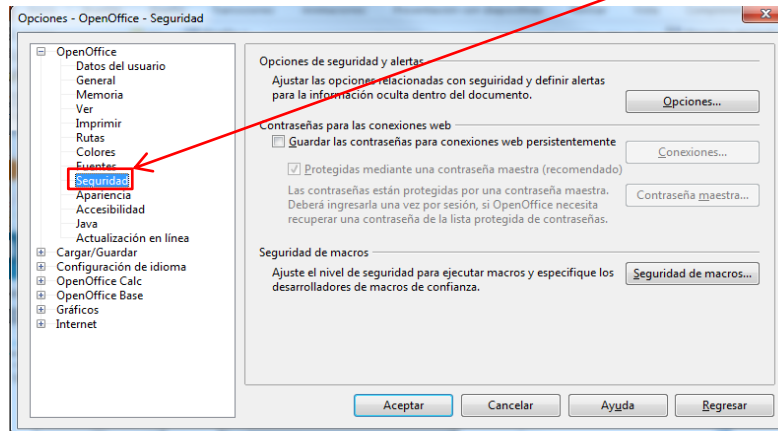 Opciones - OpenOffice - Seguridad
OpenOffice
Datos del usuario
General
Memoria
Ver
Imprimir
Rutas
Colores
Fuentes
Seguridad
Apariencia
Accesibilidad
Java
Actualización en línea
Cargar/Guardar
Configuración de idioma
OpenOffice Calc
OpenOffice Base
Gráficos
Internet
Opciones de seguridad y alertas
Ajustar las opciones relacionadas con seguiridad y definir alertas
para la información oculta dentro del documento.
Opciones...
Contraseñas para las conexiones web
Guardar las contraseñas para conexiones web persistentemente
Conexiones...
Protegidas mediante una contraseña maestra (recomendado)
Las contraseñas están protegidas por una contraseña maestra.
Deberá ingresarla una vez por sesión, si OpenOffice necesita
recuperar una contraseña de la lista protegida de contraseñas.
Contraseña maestra...
Seguridad de macros
Ajuste el nivel de seguridad para ejecutar macros y especifique los
desarrolladores de macros de confianza.
Seguridad de macros...
Aceptar
Cancelar
Ayuda
Regresar